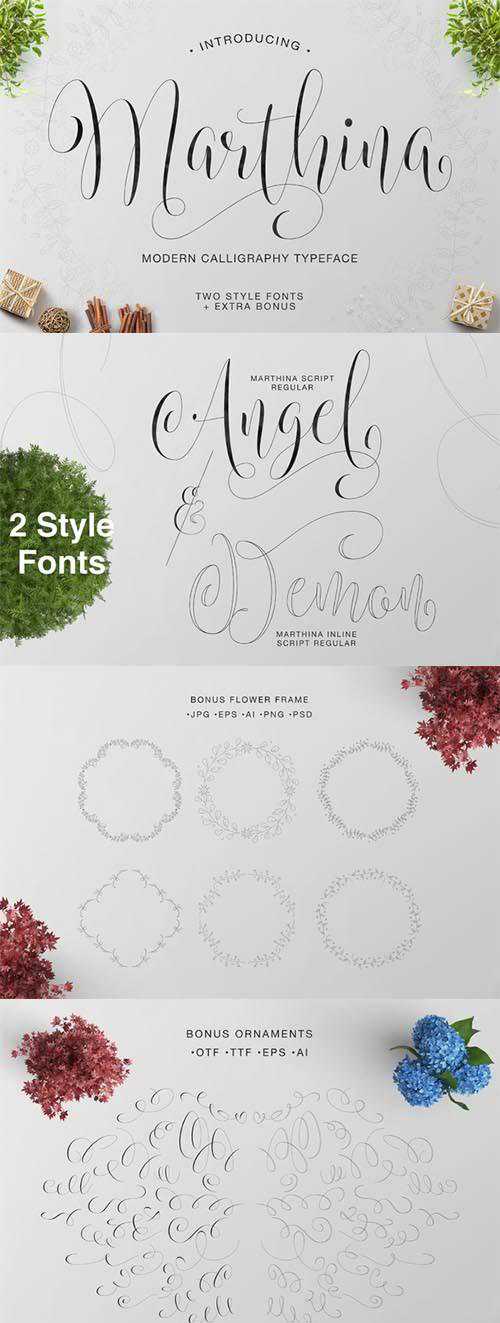 • INTRODUCING •
Marthina
MODERN CALLIGRAPHY TYPEFACE
TWO STYLE FONTS
+ EXTRA BONUS
MARTHINA SCRIPT
REGULAR
Angel
&
2 Style
Fonts
Demon
MARTHINA INLINE
SCRIPT REGULAR
BONUS FLOWER FRAME
•JPG •EPS •AI •PNG •PSD
BONUS ORNAMENTS
•OTF •TTF •EPS •AI